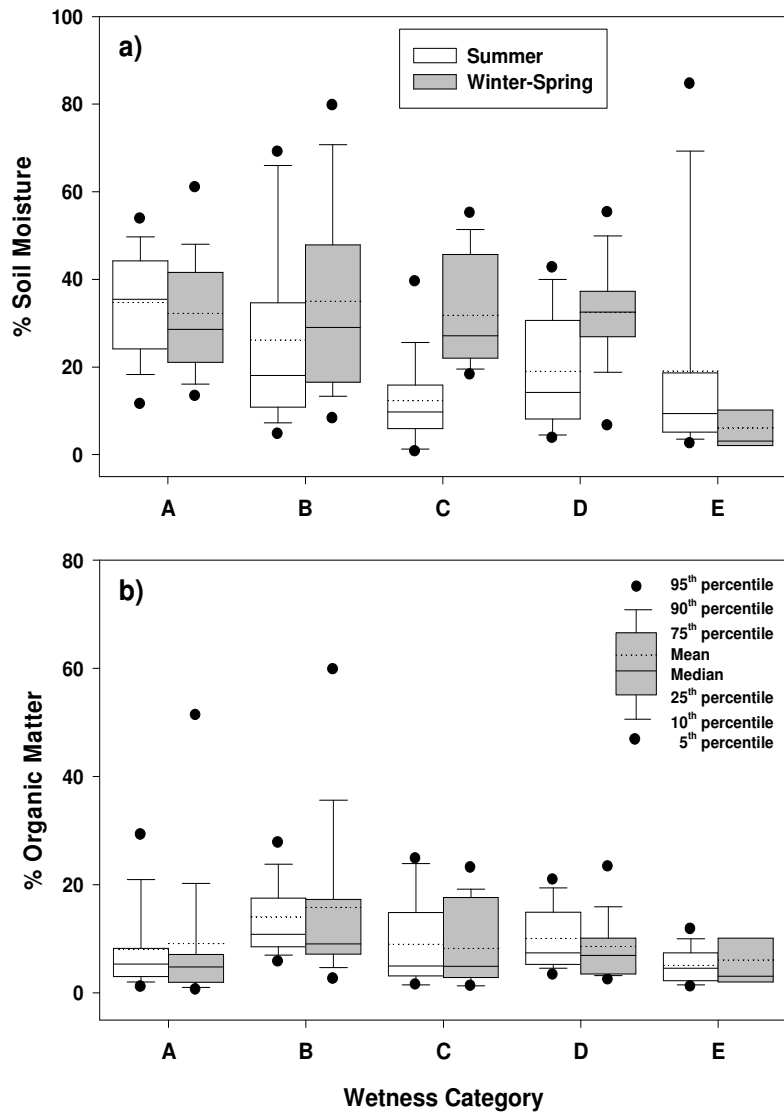 100%
a)
Summer
Winter-Spring
80
60
40
20
0
% Soil Moisture
A B C D E
80
b)
95th percentile
90th percentile
75th percentile
Mean
Median
25th percentile
10th percentile
5th percentile
60
40
20
0
% Organic Matter
A B C D E
Wetness Category